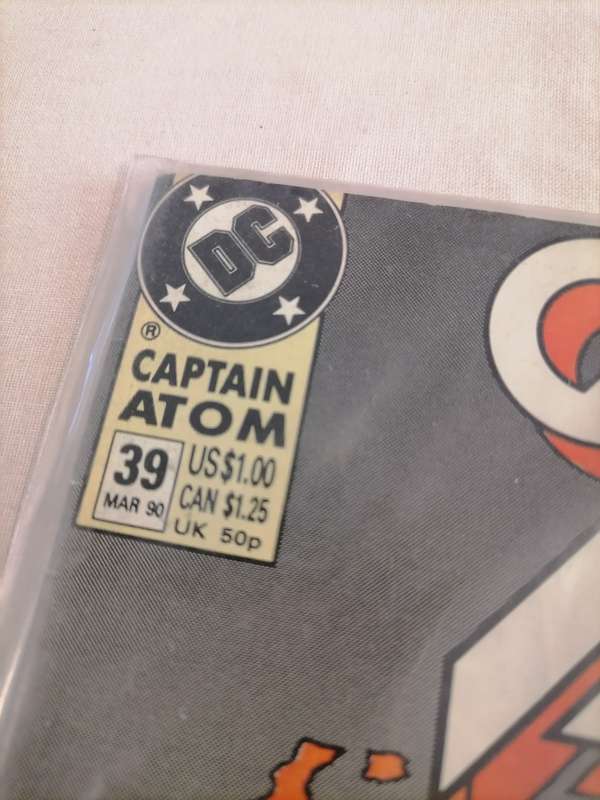 DC
®
CAPTAIN
ATOM
39
MAR 90
US $1.00
CAN $1.25
UK 50p